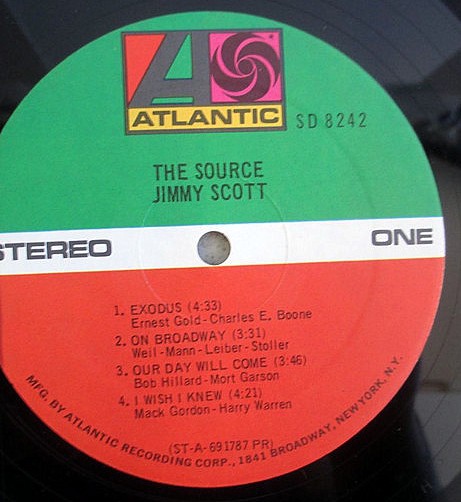 A
ATLANTIC
SD 8242
THE SOURCE
JIMMY SCOTT
STEREO
ONE
1. EXODUS (4:33)
Ernest Gold-Charles E. Boone
2. ON BROADWAY (3:31)
Weil-Mann-Leiber-Stoller
3. OUR DAY WILL COME (3:46)
Bob Hillard-Mort Garson
4. I WISH I KNEW (4:21)
Mack Gordon-Harry Warren
(ST-A-691787 PR)
MFG. BY ATLANTIC RECORDING CORP., 1841 BROADWAY, NEW YORK, N.Y.